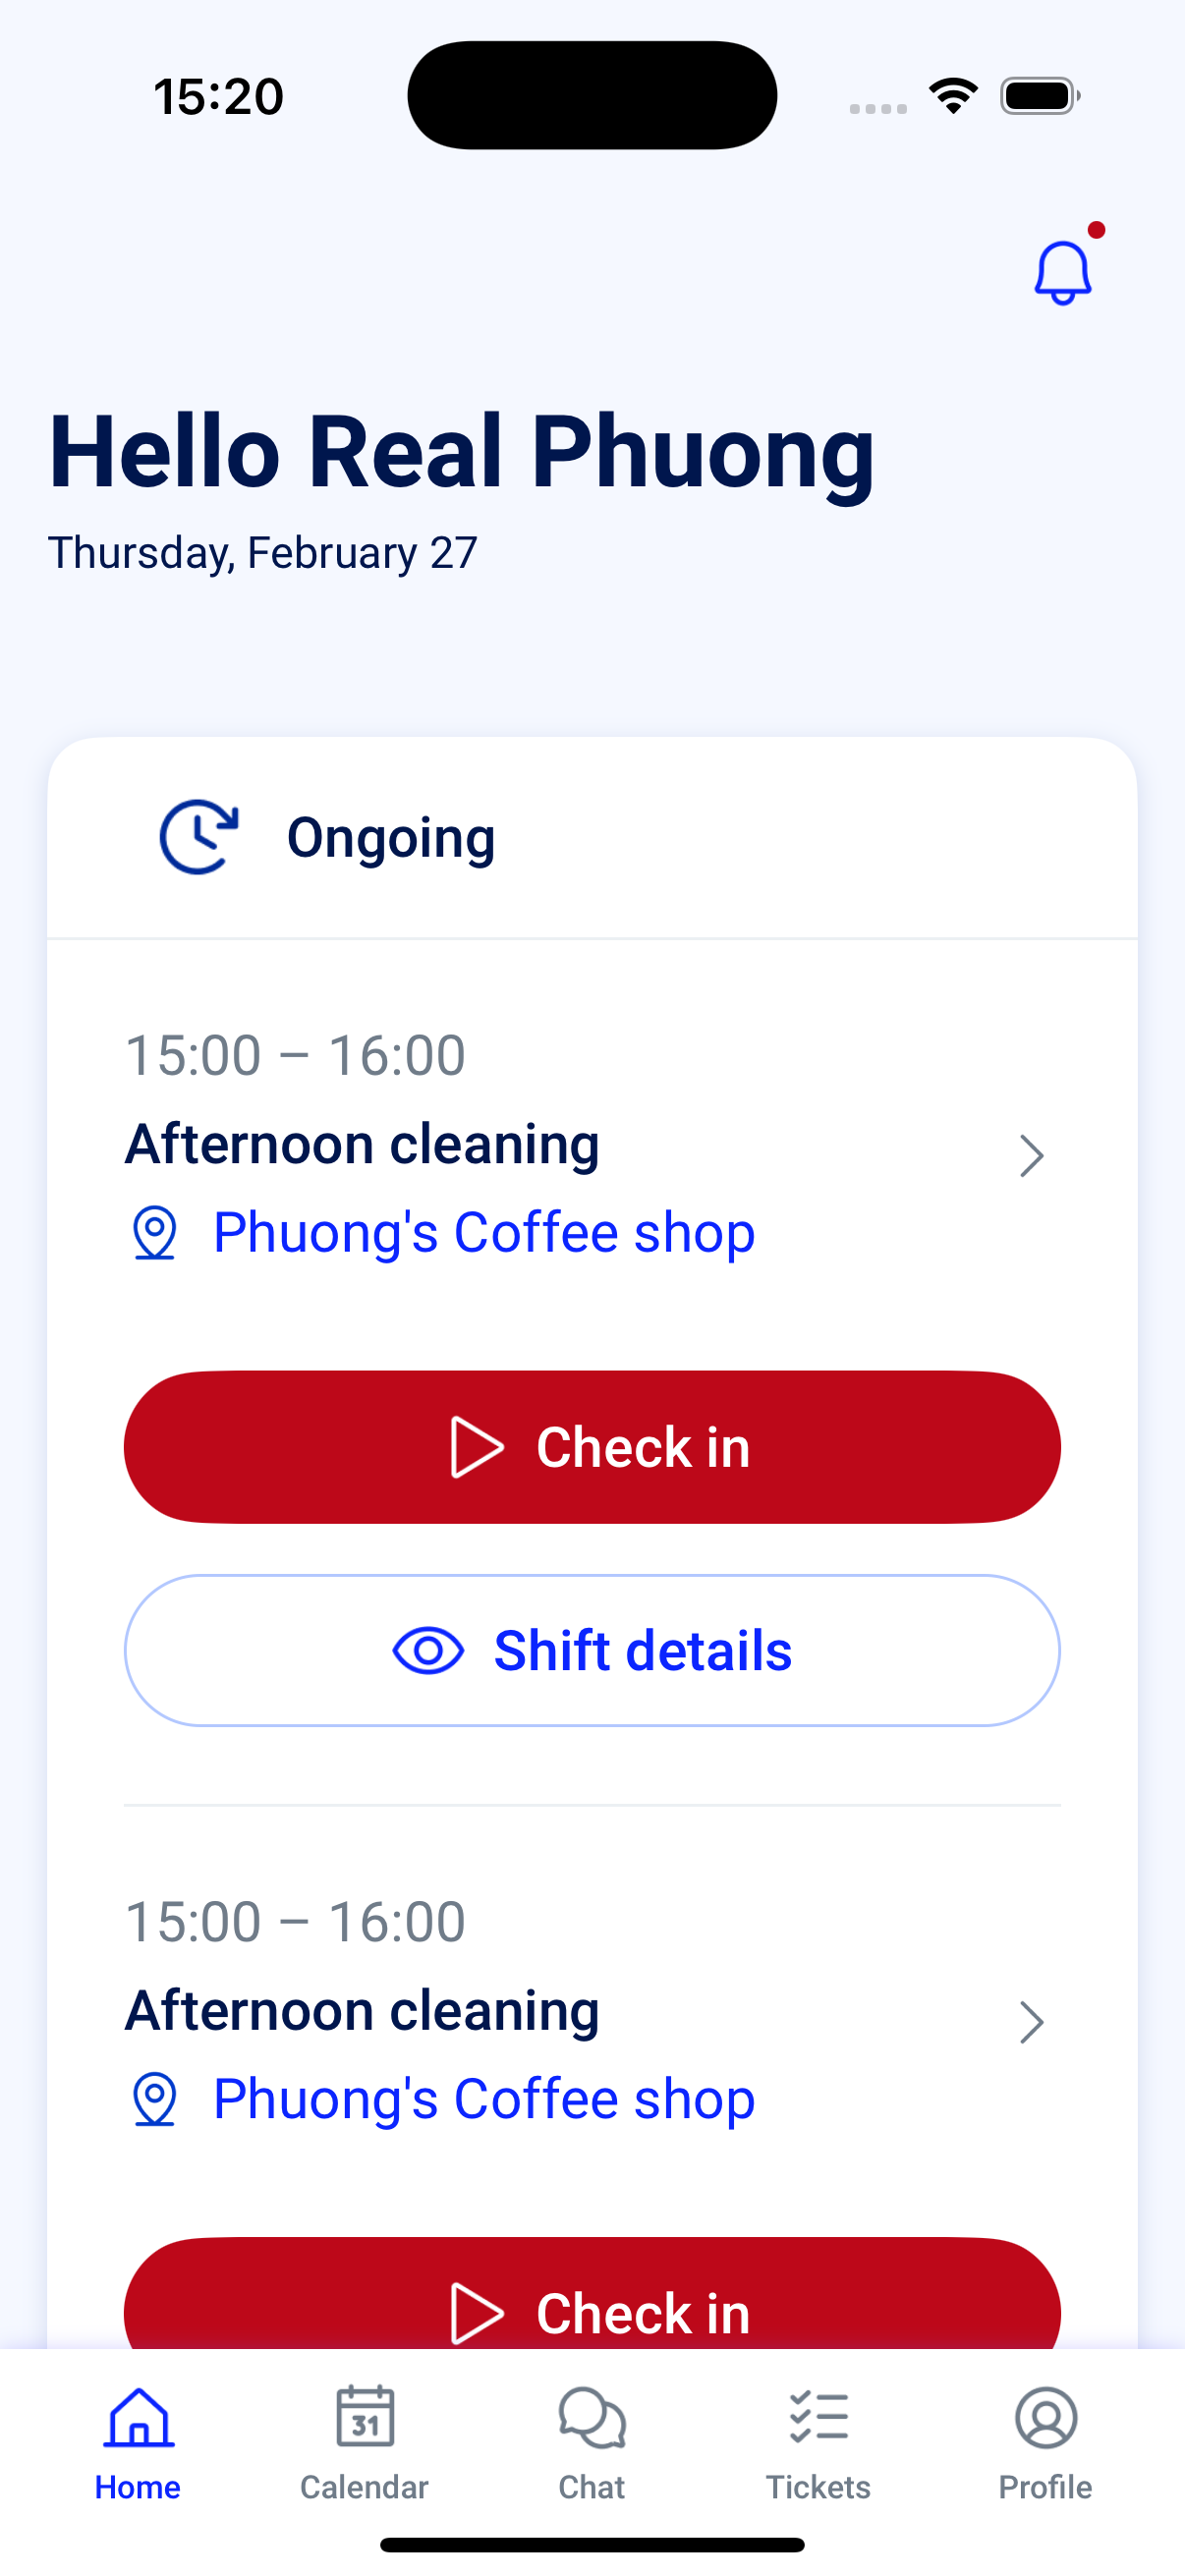 15:20
Hello Real Phuong
Thursday, February 27
Ongoing
15:00 – 16:00
Afternoon cleaning
Phuong's Coffee shop
Check in
Shift details
15:00 – 16:00
Afternoon cleaning
Phuong's Coffee shop
Check in
31
Home
Calendar
Chat
Tickets
Profile